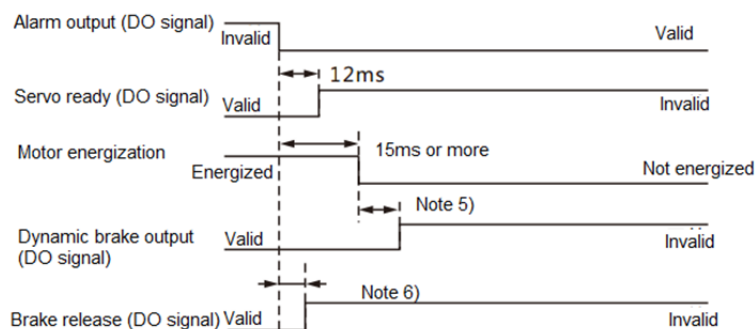 Alarm output (DO signal)
Invalid
Valid
12ms
Servo ready (DO signal)
Valid
Invalid
Motor energization
15ms or more
Energized
Not energized
Note 5)
Dynamic brake output
(DO signal)
Valid
Invalid
Note 6)
Brake release (DO signal)
Valid
Invalid